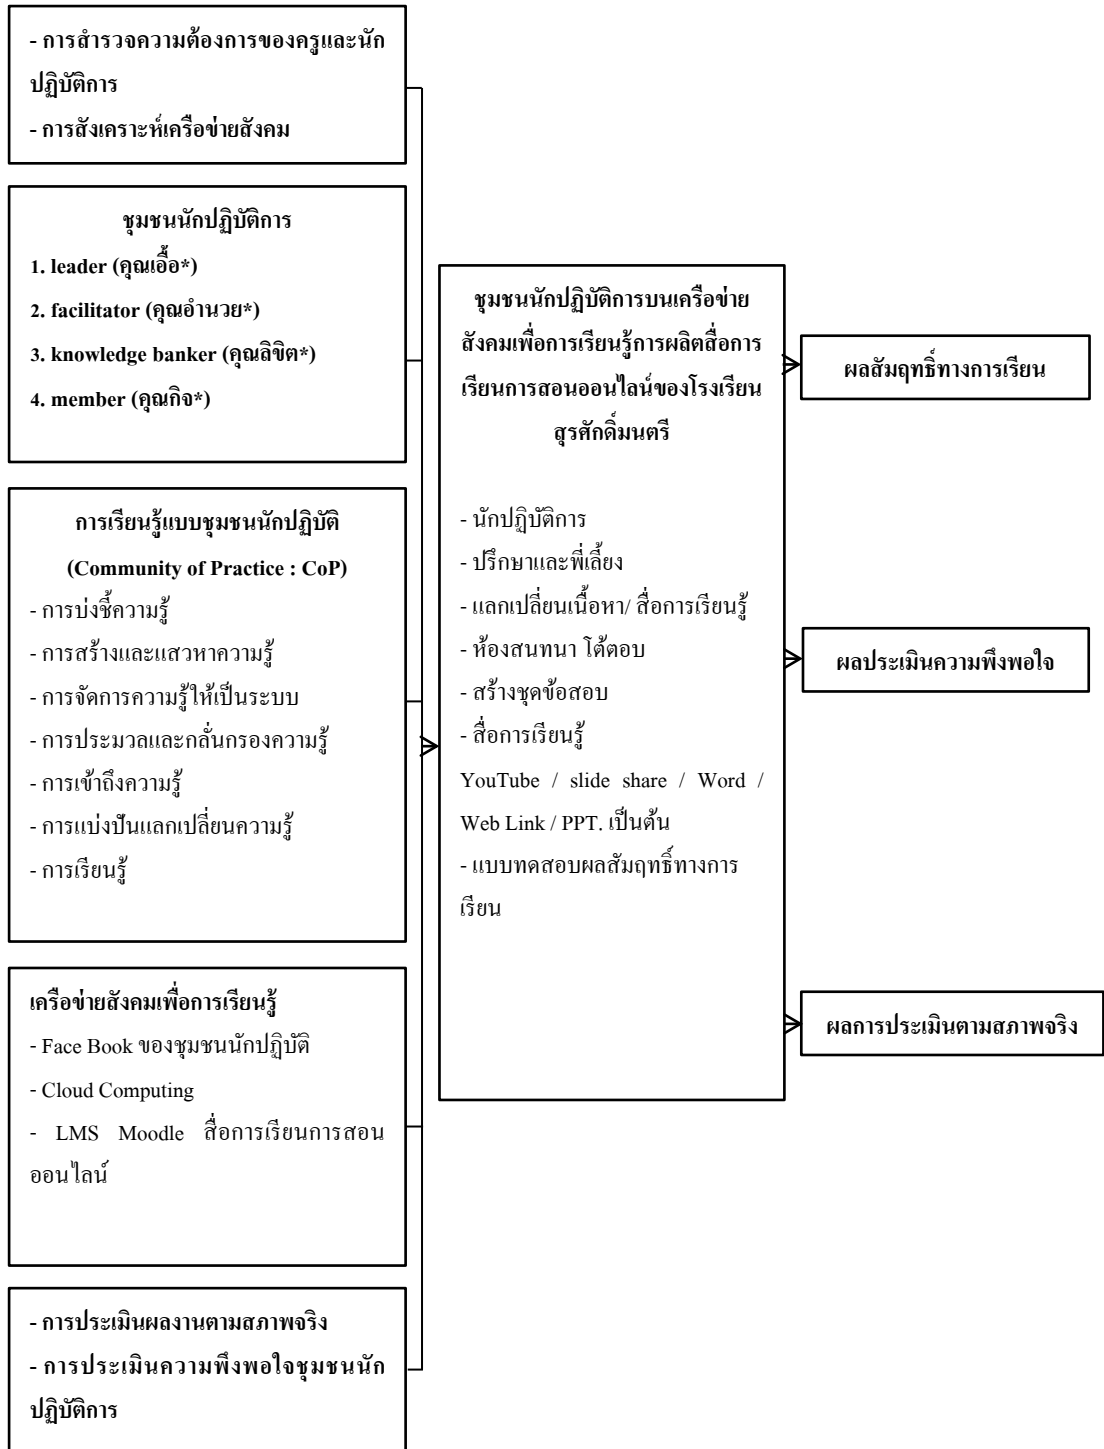 - การสำรวจความต้องการของครูและนัก
ปฏิบัติการ
- การสังเคราะห์เครือข่ายสังคม
ชุมชนนักปฏิบัติการ
1. leader (คุณเอื้อ*)
2. facilitator (คุณอำนวย*)
3. knowledge banker (คุณลิขิต*)
4. member (คุณกิจ*)
การเรียนรู้แบบชุมชนนักปฏิบัติ
(Community of Practice : CoP)
- การบ่งชี้ความรู้
- การสร้างและแสวหาความรู้
- การจัดการความรู้ให้เป็นระบบ
- การประมวลและกลั่นกรองความรู้
- การเข้าถึงความรู้
- การแบ่งปันแลกเปลี่ยนความรู้
- การเรียนรู้
เครือข่ายสังคมเพื่อการเรียนรู้
- Face Book ของชุมชนนักปฏิบัติ
- Cloud Computing
- LMS Moodle สื่อการเรียนการสอน
ออนไลน์
- การประเมินผลงานตามสภาพจริง
- การประเมินความพึงพอใจชุมชนนัก
ปฏิบัติการ
ชุมชนนักปฏิบัติการบนเครือข่าย
สังคมเพื่อการเรียนรู้การผลิตสื่อการ
เรียนการสอนออนไลน์ของโรงเรียน
สุรศักดิ์มนตรี
- นักปฏิบัติการ
- ปรึกษาและพี่เลี้ยง
- แลกเปลี่ยนเนื้อหา/ สื่อการเรียนรู้
- ห้องสนทนา โต้ตอบ
- สร้างชุดข้อสอบ
- สื่อการเรียนรู้
YouTube / slide share / Word /
Web Link / PPT. เป็นต้น
- แบบทดสอบผลสัมฤทธิ์ทางการ
เรียน
ผลสัมฤทธิ์ทางการเรียน
ผลประเมินความพึงพอใจ
ผลการประเมินตามสภาพจริง